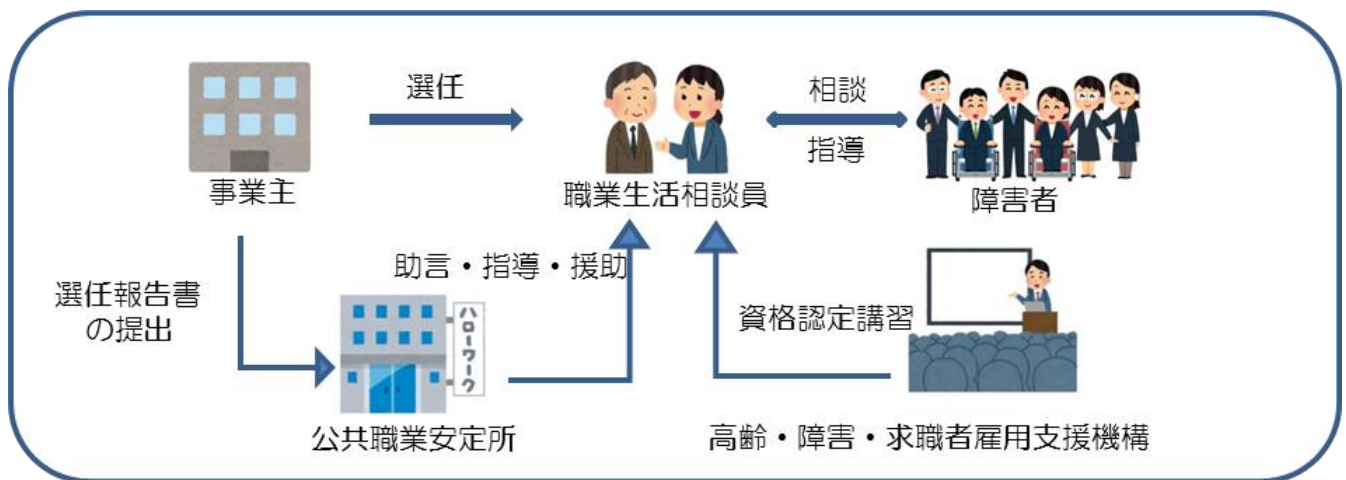 選任
相談
指導
事業主
職業生活相談員
障害者
選任報告書
の提出
助言・指導・援助
ハローワーク
資格認定講習
公共職業安定所
高齢・障害・求職者雇用支援機構